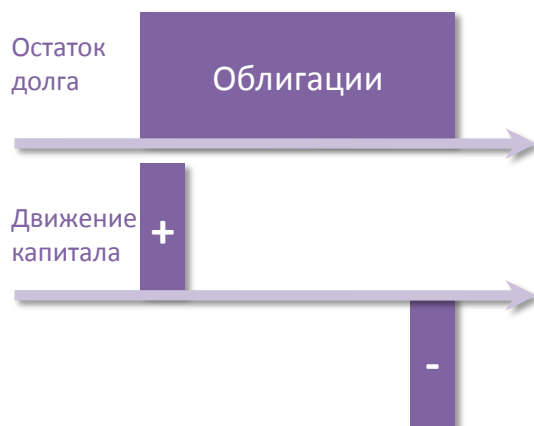 Остаток
долга
Облигации
Движение
капитала
+
-